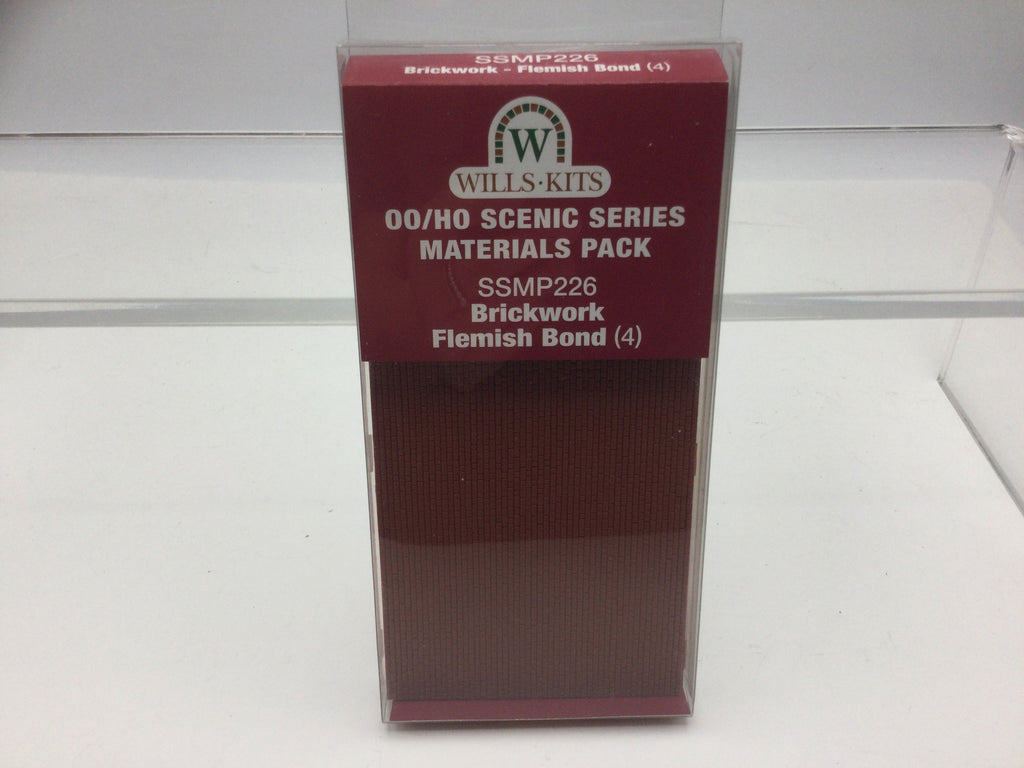 SSMP226
Brickwork - Flemish Bond (4)
W
WILLS·KITS
OO/HO SCENIC SERIES
MATERIALS PACK
SSMP226
Brickwork
Flemish Bond (4)